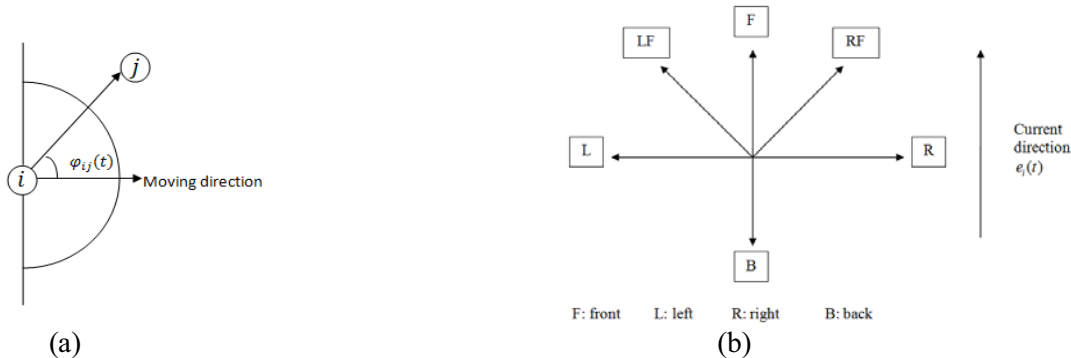 j
φij(t)
i
Moving direction
(a)
F
LF
RF
L
R
Current
direction
ei(t)
B
F: front L: left R: right B: back
(b)